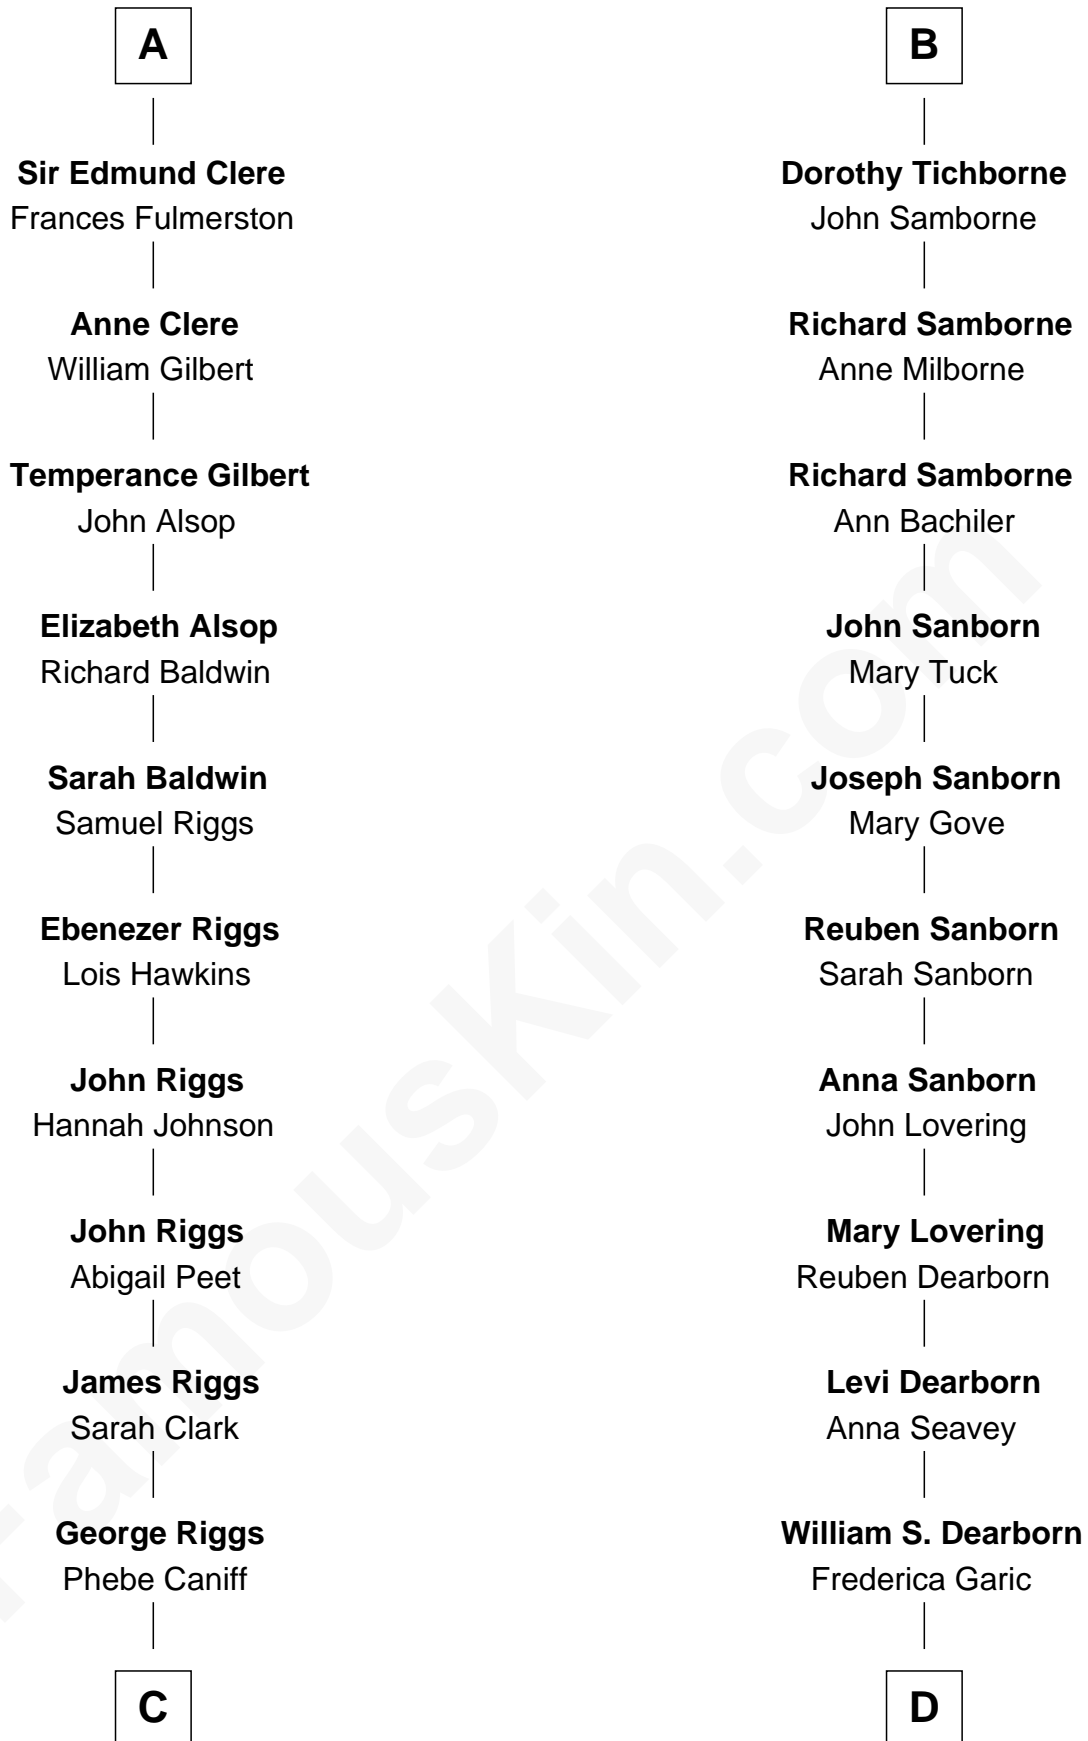 A
Sir Edmund Clere
Frances Fulmerston
Anne Clere
William Gilbert
Temperance Gilbert
John Alsop
Elizabeth Alsop
Richard Baldwin
Sarah Baldwin
Samuel Riggs
Ebenezer Riggs
Lois Hawkins
John Riggs
Hannah Johnson
John Riggs
Abigail Peet
James Riggs
Sarah Clark
George Riggs
Phebe Caniff
C
B
Dorothy Tichborne
John Samborne
Richard Samborne
Anne Milborne
Richard Samborne
Ann Bachiler
John Sanborn
Mary Tuck
Joseph Sanborn
Mary Gove
Reuben Sanborn
Sarah Sanborn
Anna Sanborn
John Lovering
Mary Lovering
Reuben Dearborn
Levi Dearborn
Anna Seavey
William S. Dearborn
Frederica Garic
D
FamousKin.com